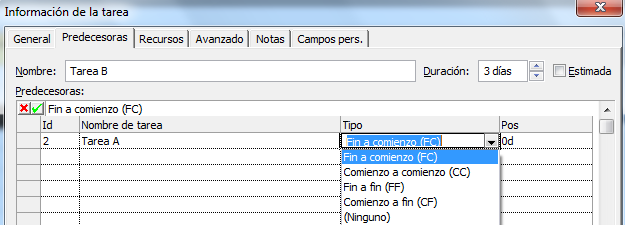 Información de la tarea
General Predecesoras Recursos Avanzado Notas Campos pers.
Nombre: Tarea B Duración: 3 días Estimada
Predecesoras:
Fin a comienzo (FC)
Id Nombre de tarea Tipo Pos
2 Tarea A Fin a comienzo (FC) 0d
Fin a comienzo (FC)
Comienzo a comienzo (CC)
Fin a fin (FF)
Comienzo a fin (CF)
(Ninguno)